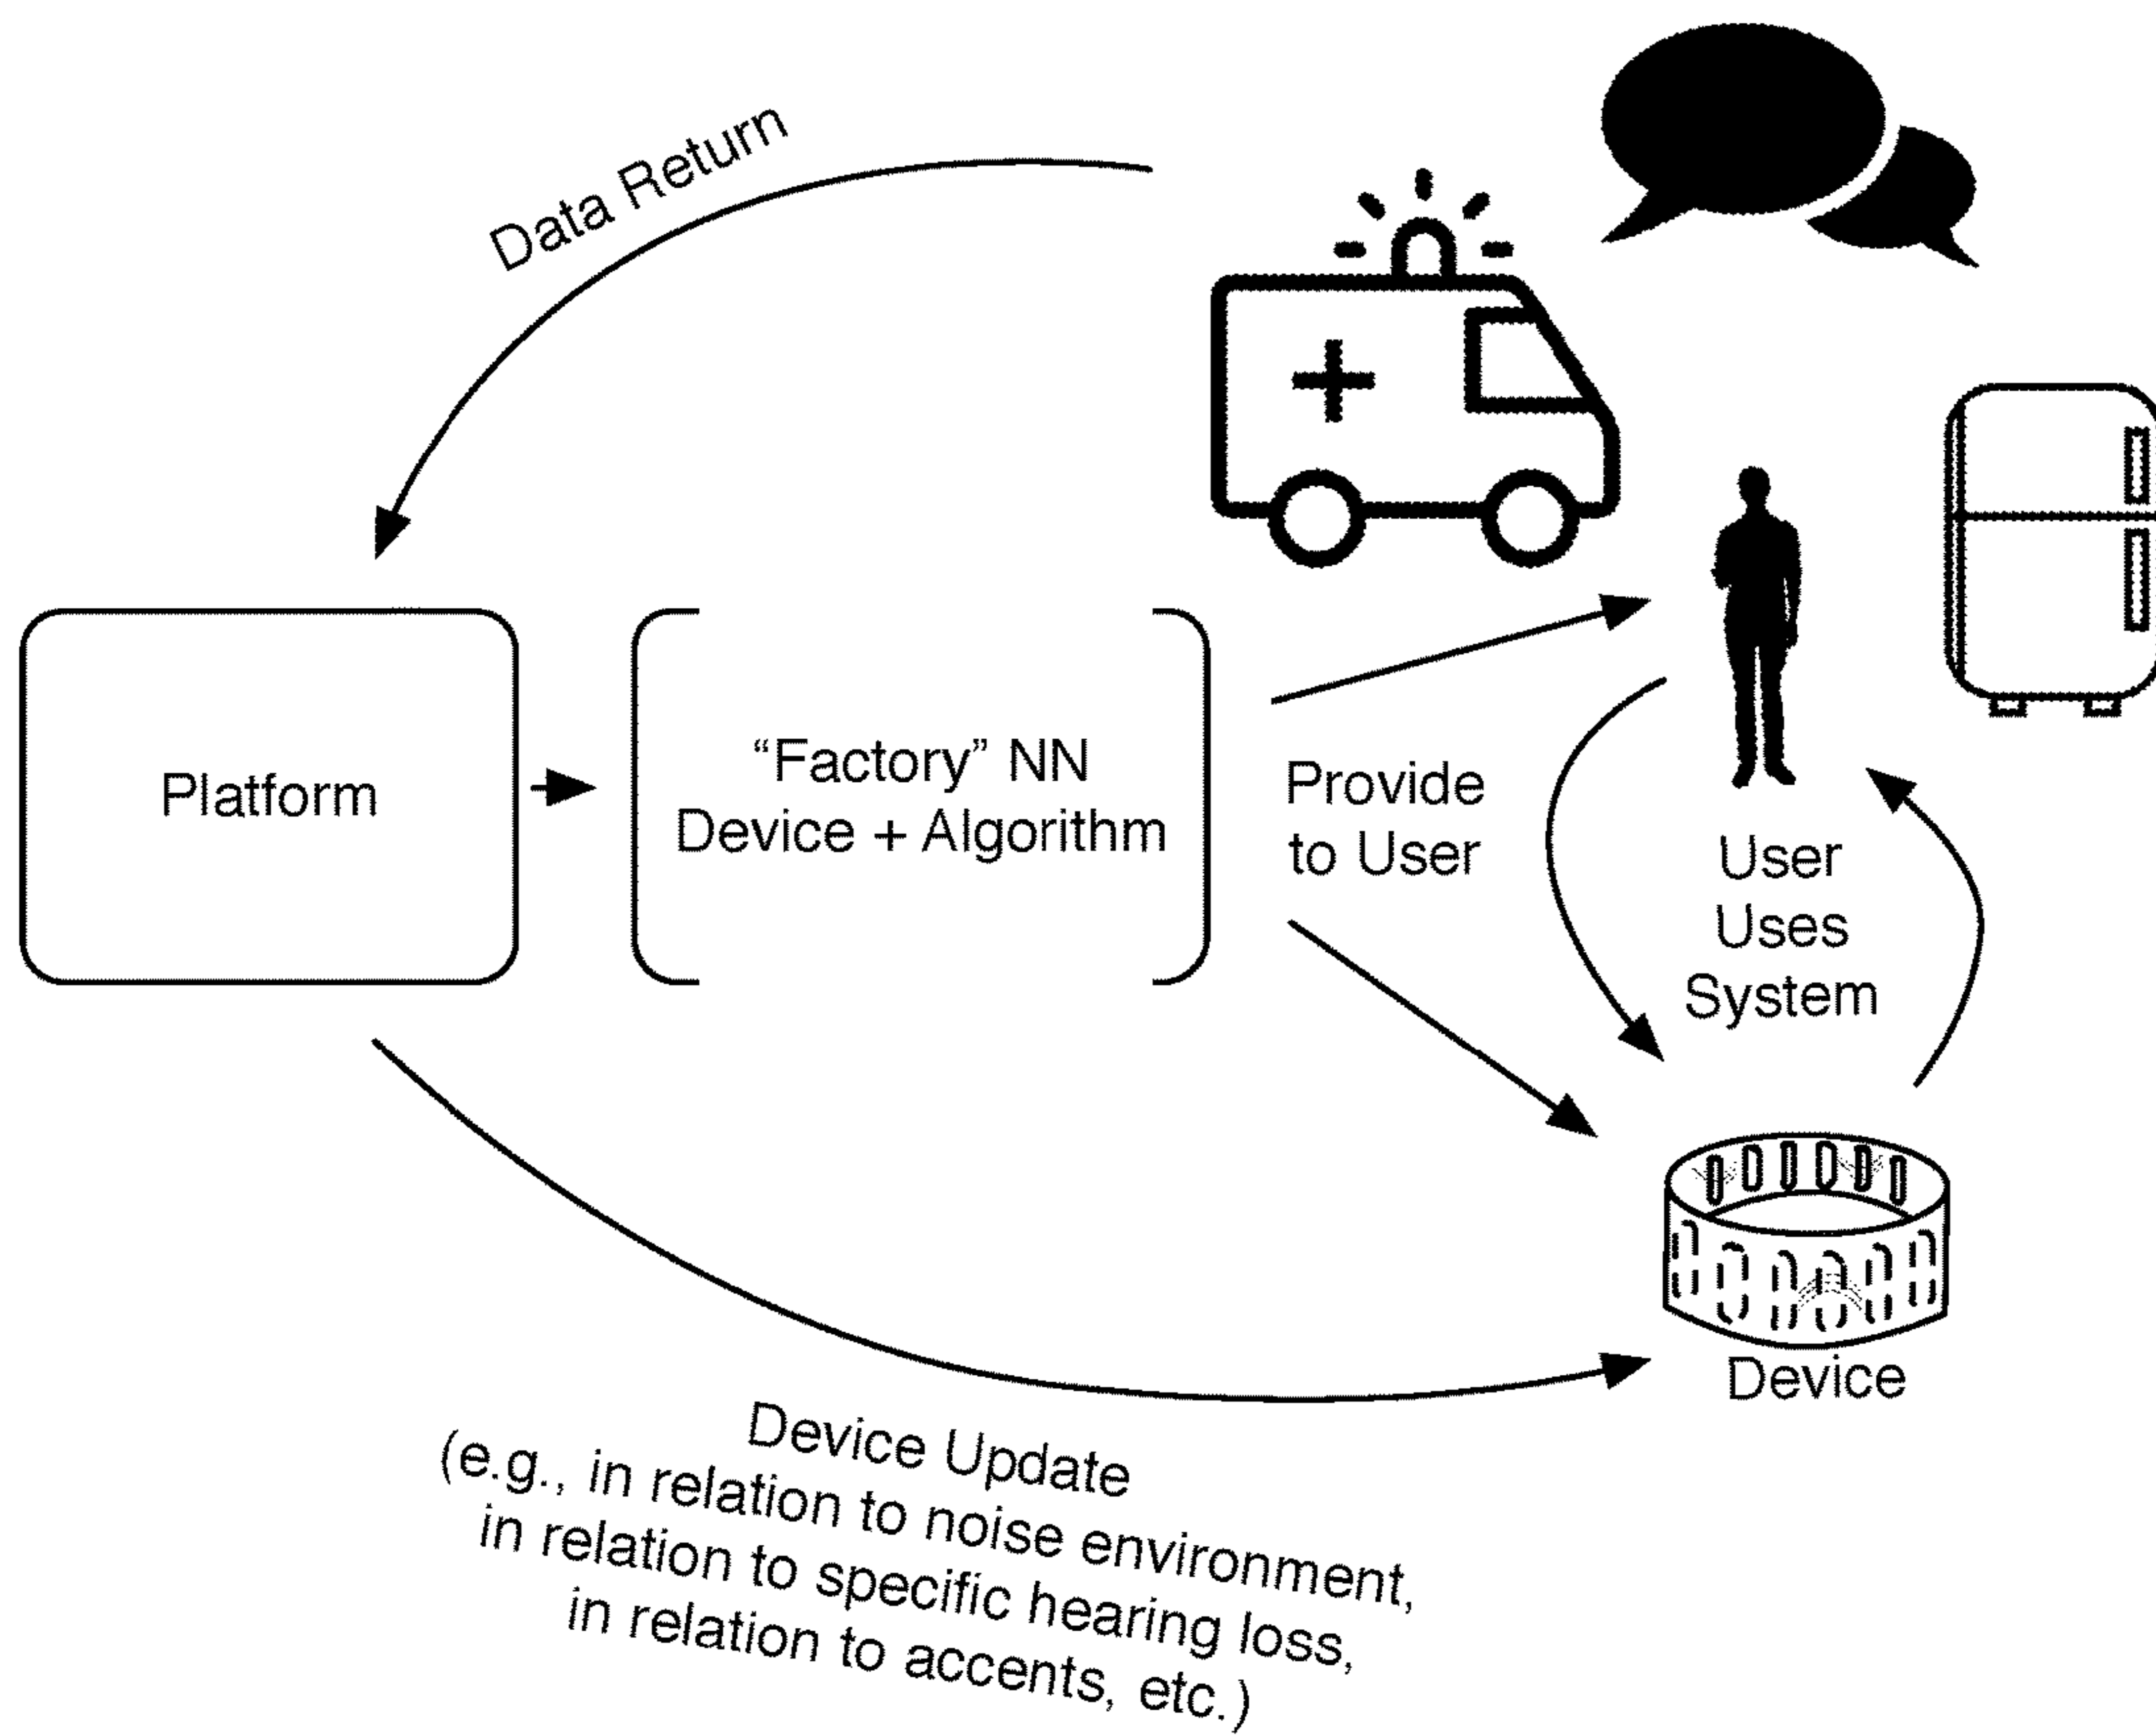 Data Return
Platform
“Factory” NN
Device + Algorithm
Provide
to User
User
Uses
System
Device
Device Update
(e.g., in relation to noise environment,
in relation to specific hearing loss,
in relation to accents, etc.)